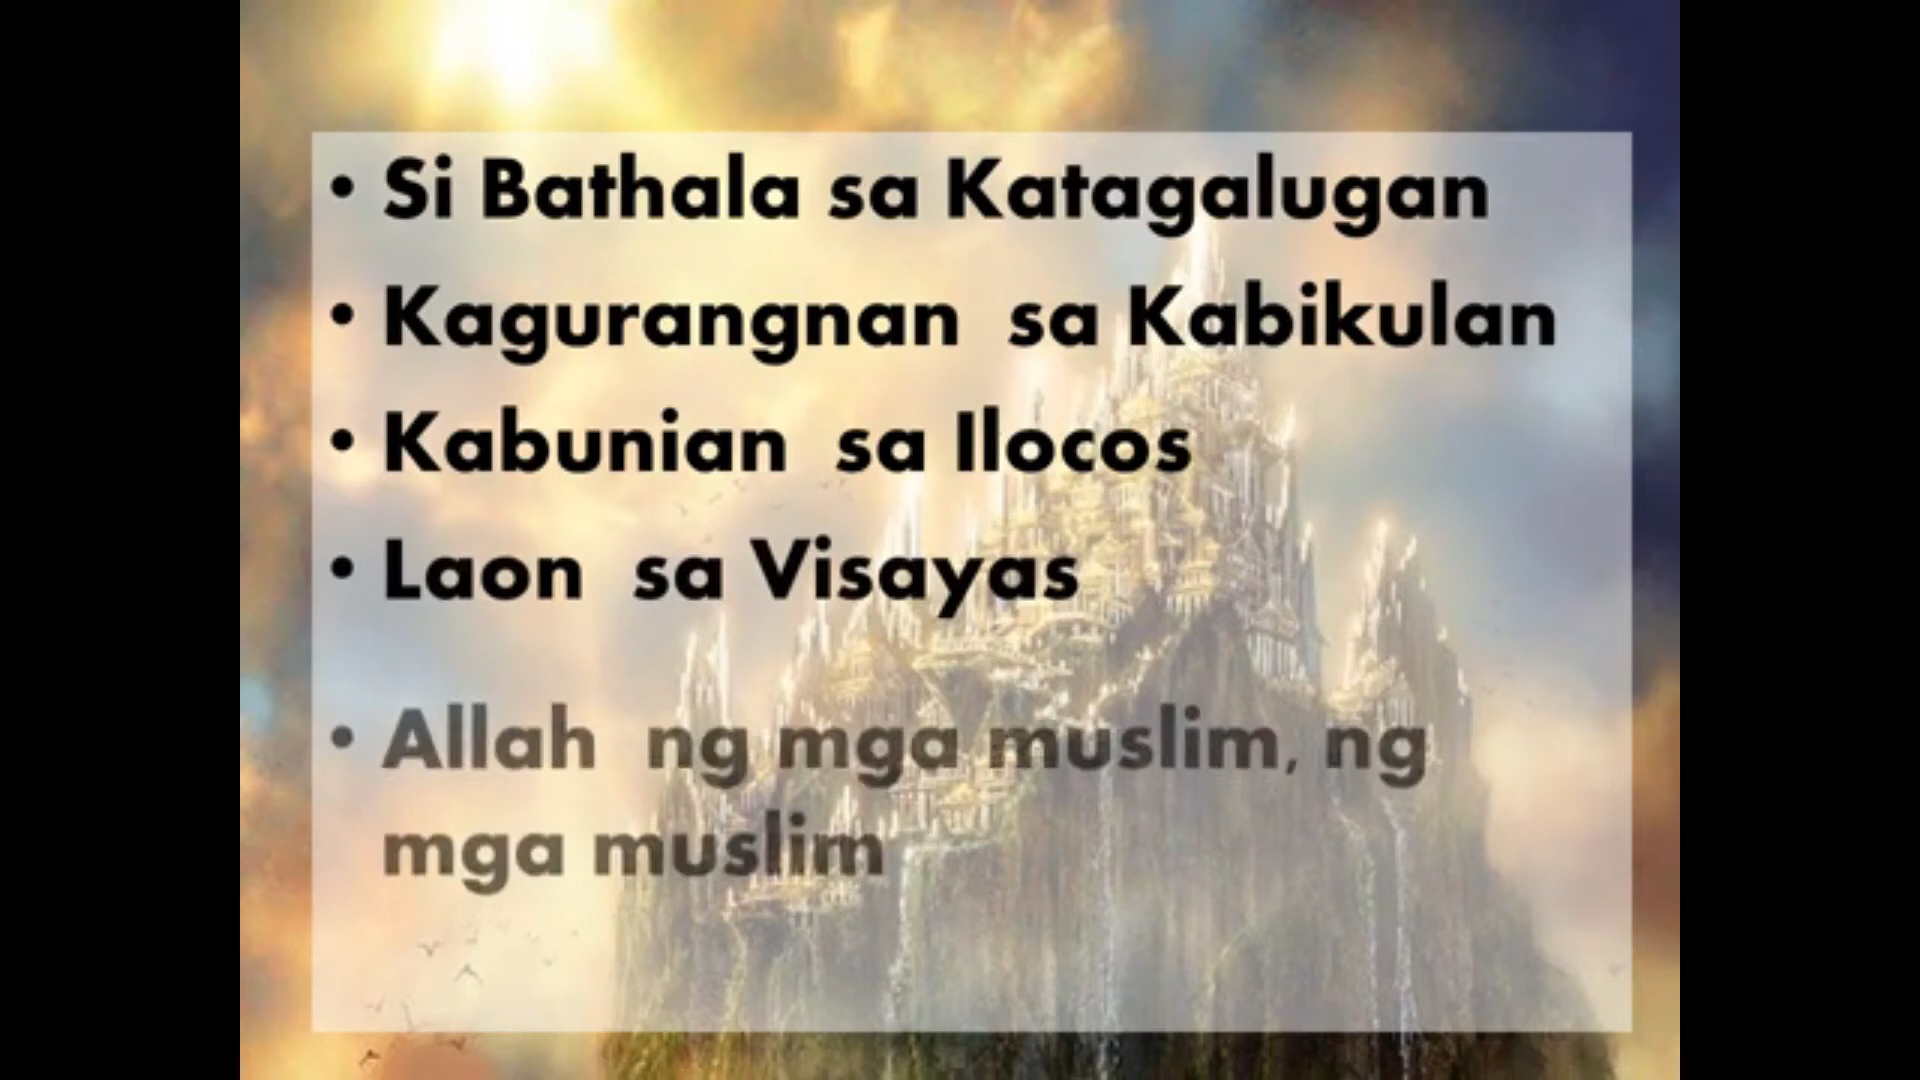 • Si Bathala sa Katagalugan
• Kagurangnan sa Kabikulan
• Kabunian sa Ilocos
• Laon sa Visayas
• Allah ng mga muslim, ng
mga muslim